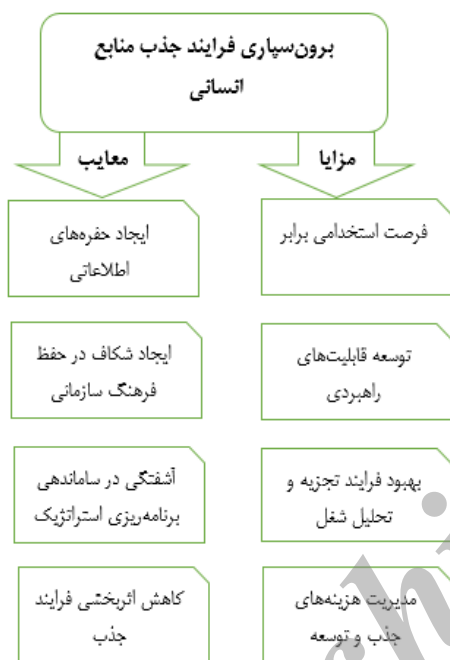 برون‌سپاری فرایند جذب منابع
انسانی
مزایا
معایب
فرصت استخدامی برابر
ایجاد حفره‌های
اطلاعاتی
توسعه قابلیت‌های
راهبردی
ایجاد شکاف در حفظ
فرهنگ سازمانی
بهبود فرایند تجزیه و
تحلیل شغل
آشفتگی در ساماندهی
برنامه‌ریزی استراتژیک
مدیریت هزینه‌های
جذب و توسعه
کاهش اثربخشی فرایند
جذب